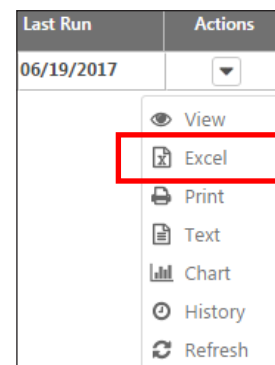 Last Run Actions
06/19/2017
View
Excel
Print
Text
Chart
History
Refresh